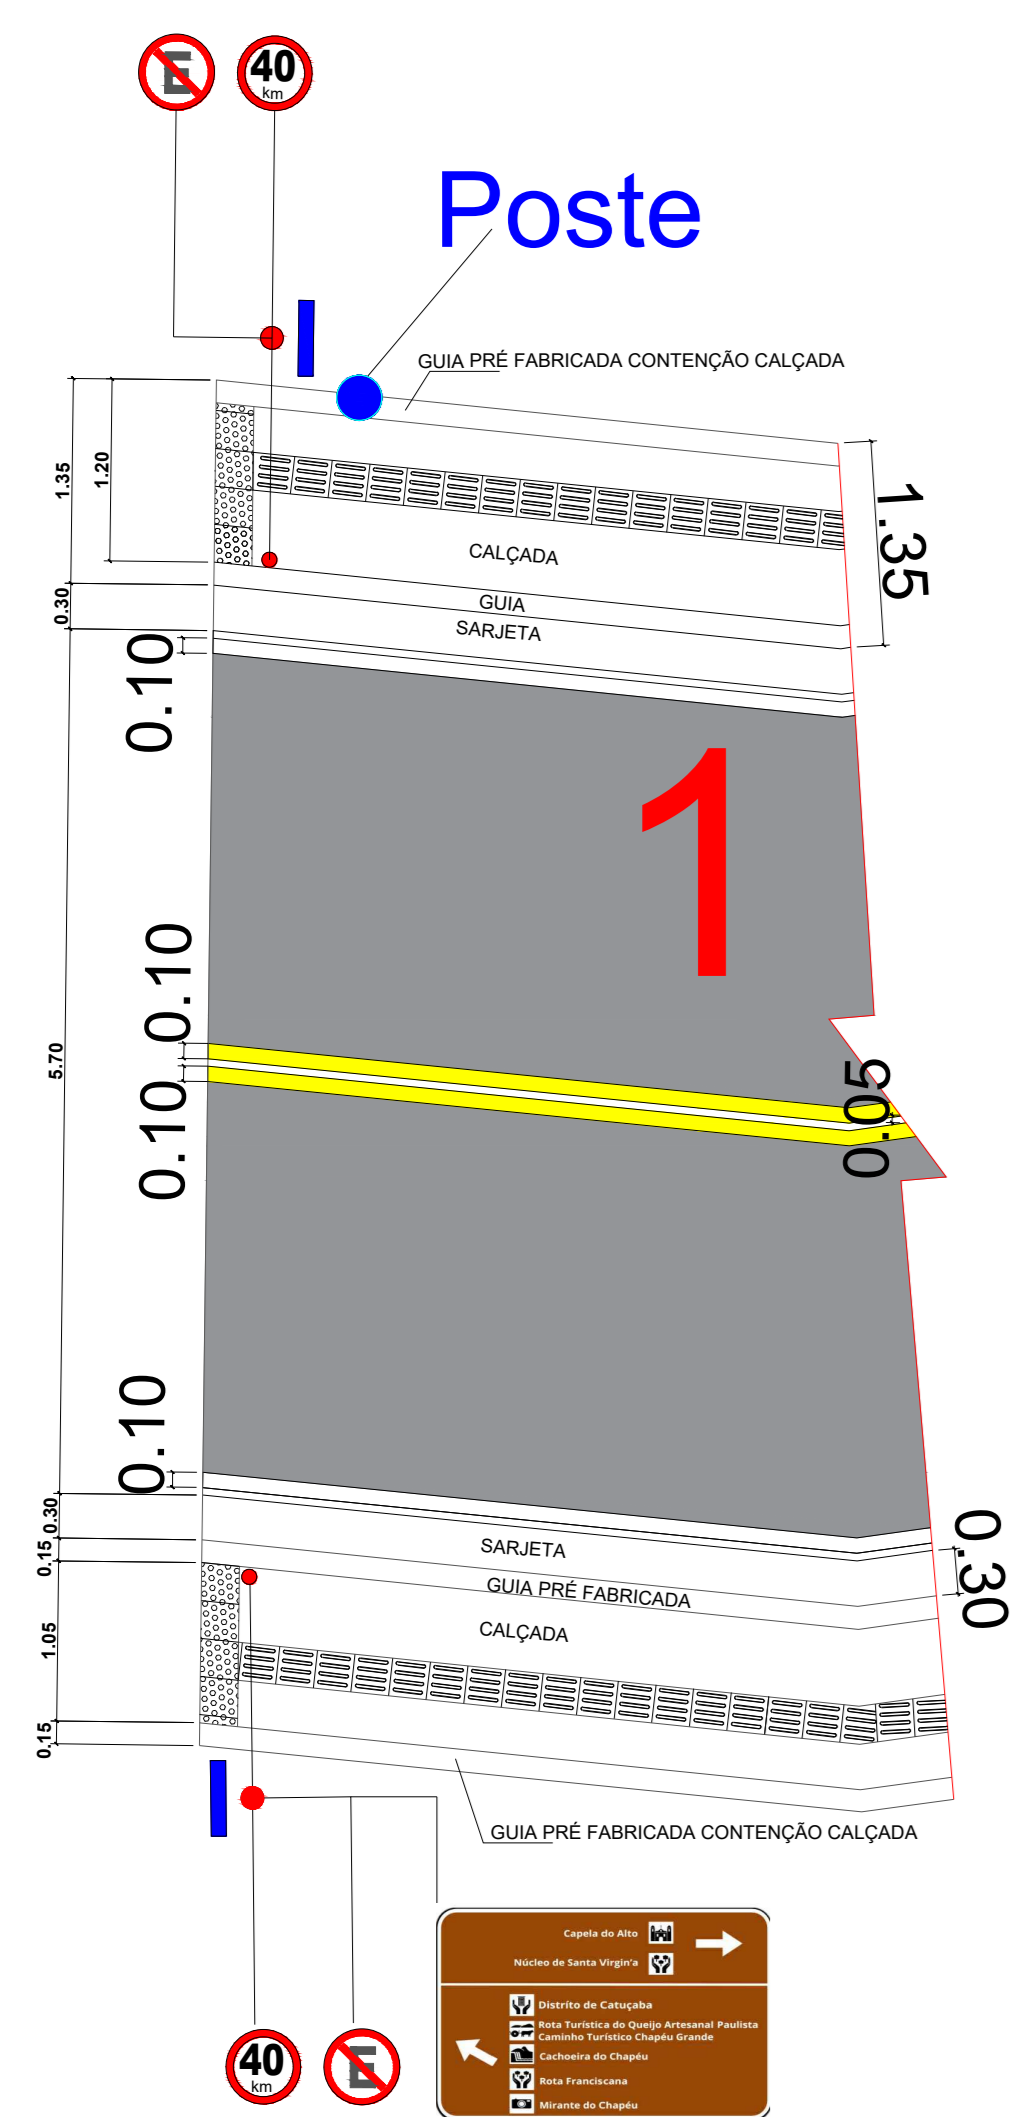 E
40
km
Poste
GUIA PRÉ FABRICADA CONTENÇÃO CALÇADA
1.35
1.20
1.35
CALÇADA
GUIA
0.30
SARJETA
0.10
1
0.10
5.70
0.05
0.10
0.10
0.30
SARJETA
0.15
0.30
GUIA PRÉ FABRICADA
CALÇADA
1.05
0.15
GUIA PRÉ FABRICADA CONTENÇÃO CALÇADA
Capela do Alto
Núcleo de Santa Virgin'a
Distríto de Catuçaba
Rota Turística do Queijo Artesanal Paulista
Caminho Turístico Chapéu Grande
Cachoeira do Chapéu
Rota Franciscana
Mirante do Chapéu
40
km
E